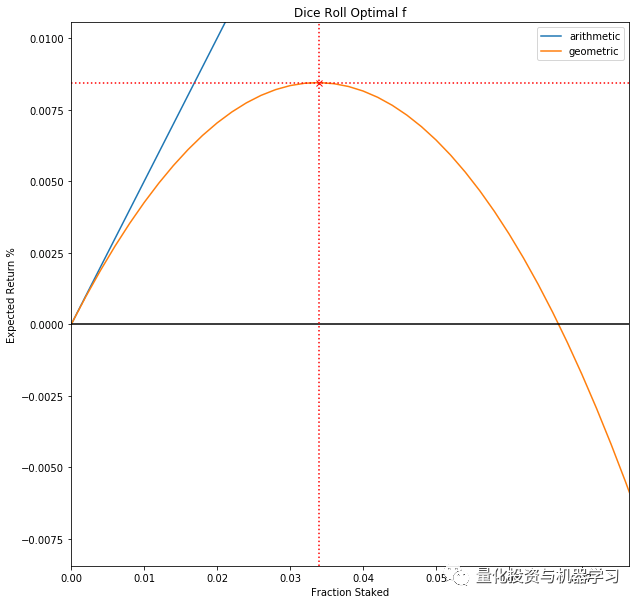 Dice Roll Optimal f
arithmetic
geometric
0.0100
0.0075
0.0050
0.0025
0.0000
−0.0025
−0.0050
−0.0075
Expected Return %
0.00
0.01
0.02
0.03
0.04
Fraction Staked
量化投资与机器学习